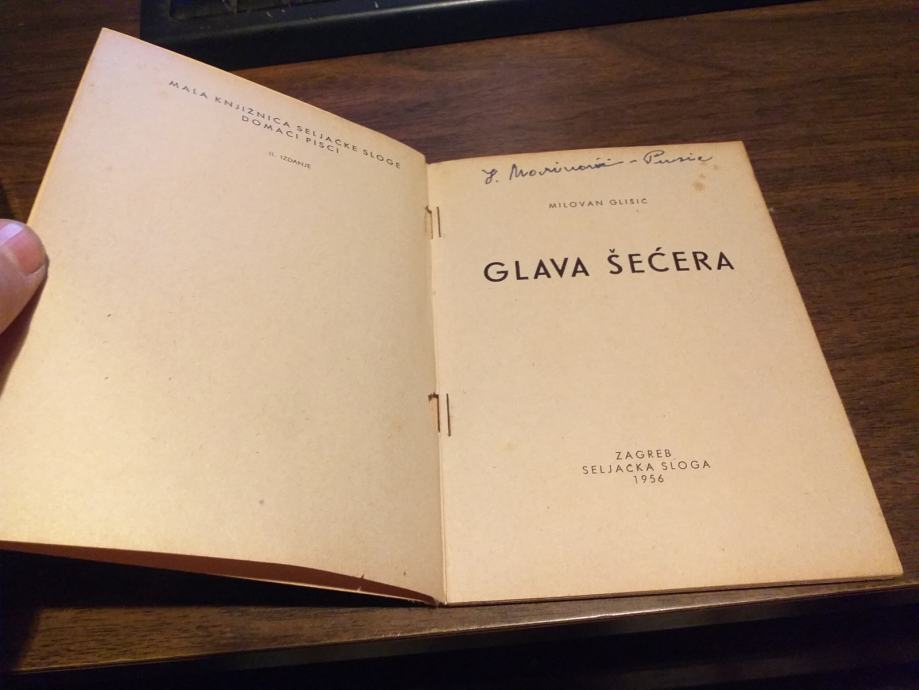 MALA KNJIŽNICA SELJAČKE SLOGE
DOMAĆI PISCI
II. IZDANJE
MILOVAN GLIŠIĆ
GLAVA ŠEĆERA
ZAGREB
SELJAČKA SLOGA
1956